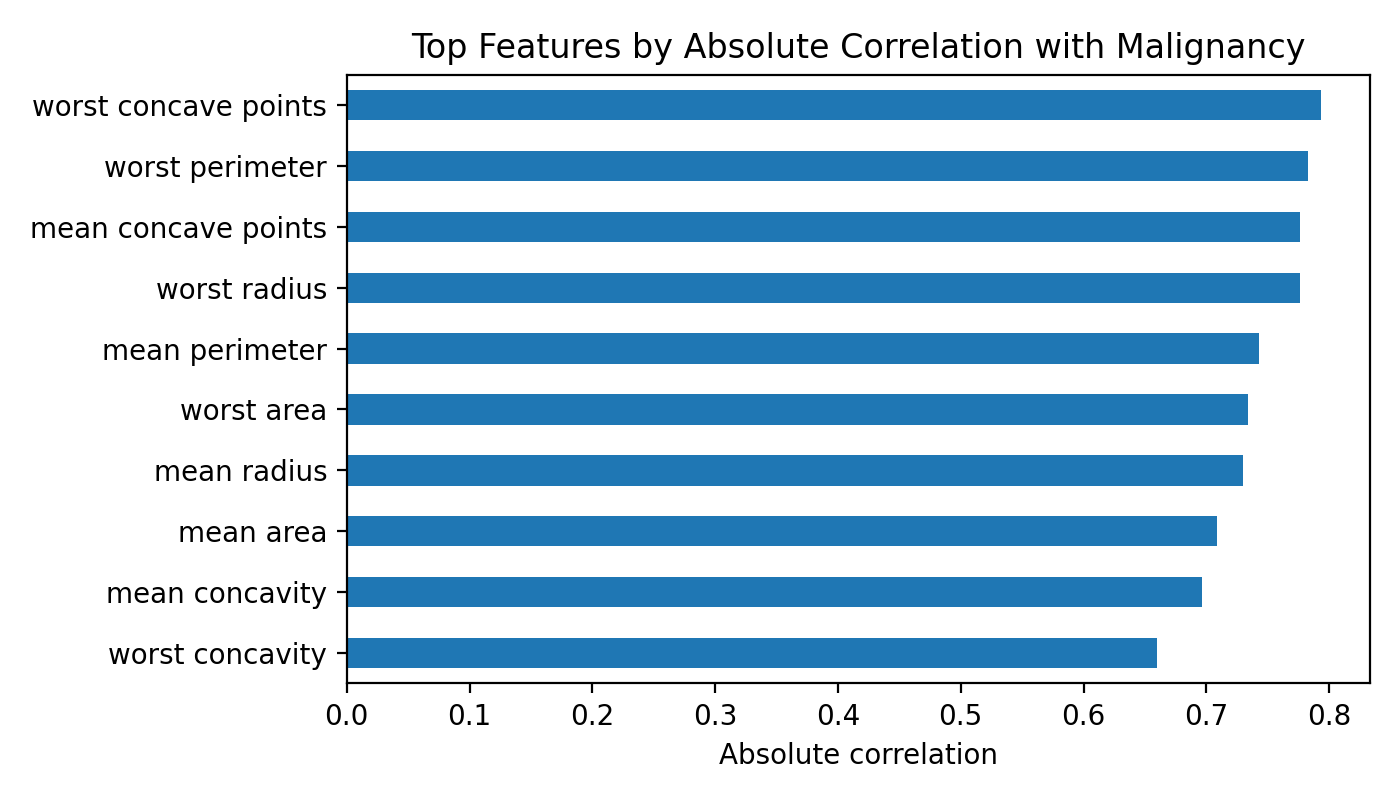 Top Features by Absolute Correlation with Malignancy
worst concave points
worst perimeter
mean concave points
worst radius
mean perimeter
worst area
mean radius
mean area
mean concavity
worst concavity
0.0 0.1 0.2 0.3 0.4 0.5 0.6 0.7 0.8
Absolute correlation